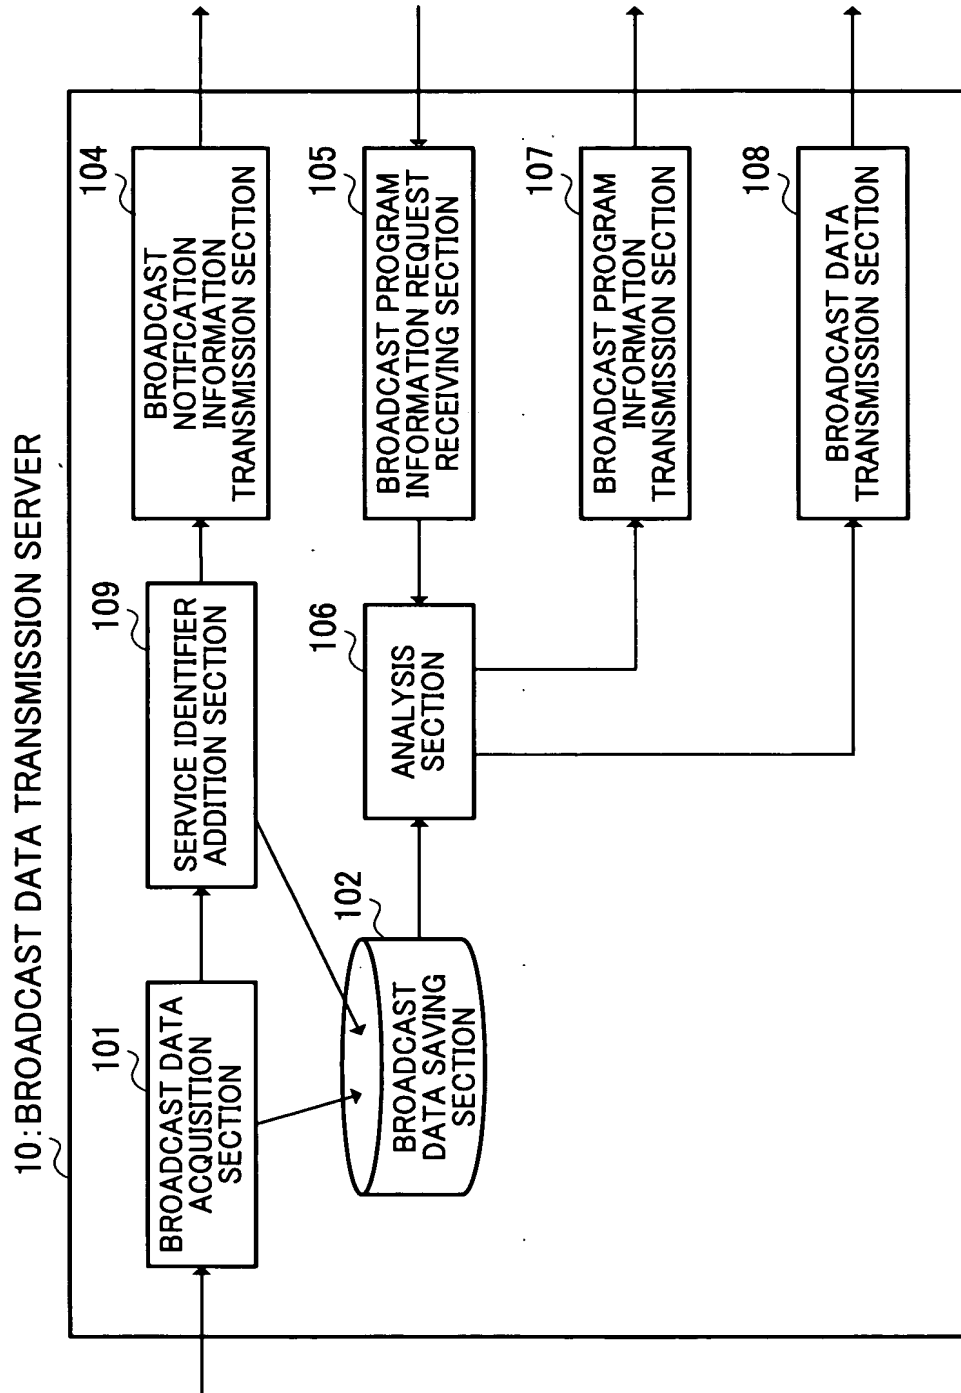 10:BROADCAST DATA TRANSMISSION SERVER
101
BROADCAST DATA
ACQUISITION
SECTION
109
SERVICE IDENTIFIER
ADDITION SECTION
104
BROADCAST
NOTIFICATION
INFORMATION
TRANSMISSION SECTION
102
BROADCAST
DATA SAVING
SECTION
106
ANALYSIS
SECTION
105
BROADCAST PROGRAM
INFORMATION REQUEST
RECEIVING SECTION
107
BROADCAST PROGRAM
INFORMATION
TRANSMISSION SECTION
108
BROADCAST DATA
TRANSMISSION SECTION